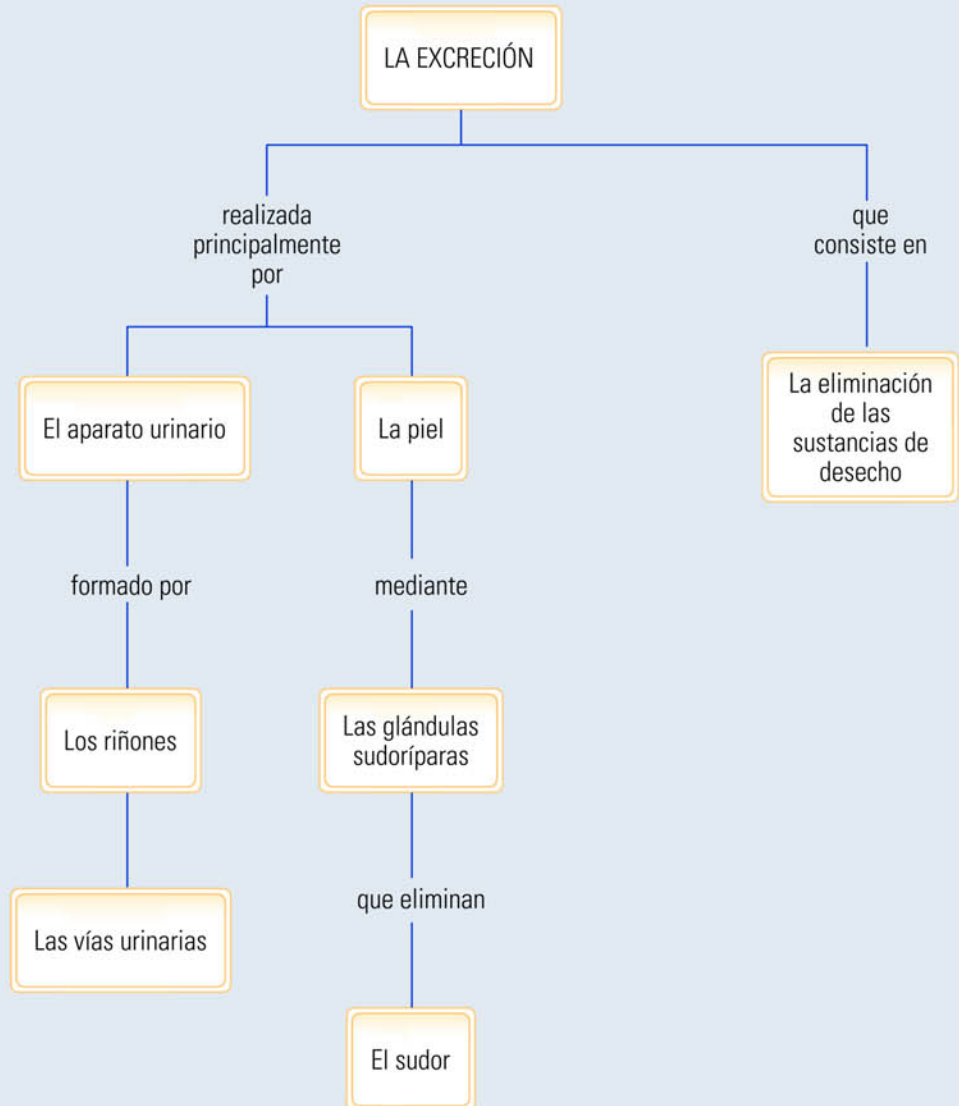 LA EXCRECIÓN
realizada
principalmente
por
que
consiste en
El aparato urinario
La piel
La eliminación
de las
sustancias de
desecho
formado por
mediante
Los riñones
Las glándulas
sudoríparas
que eliminan
Las vías urinarias
El sudor